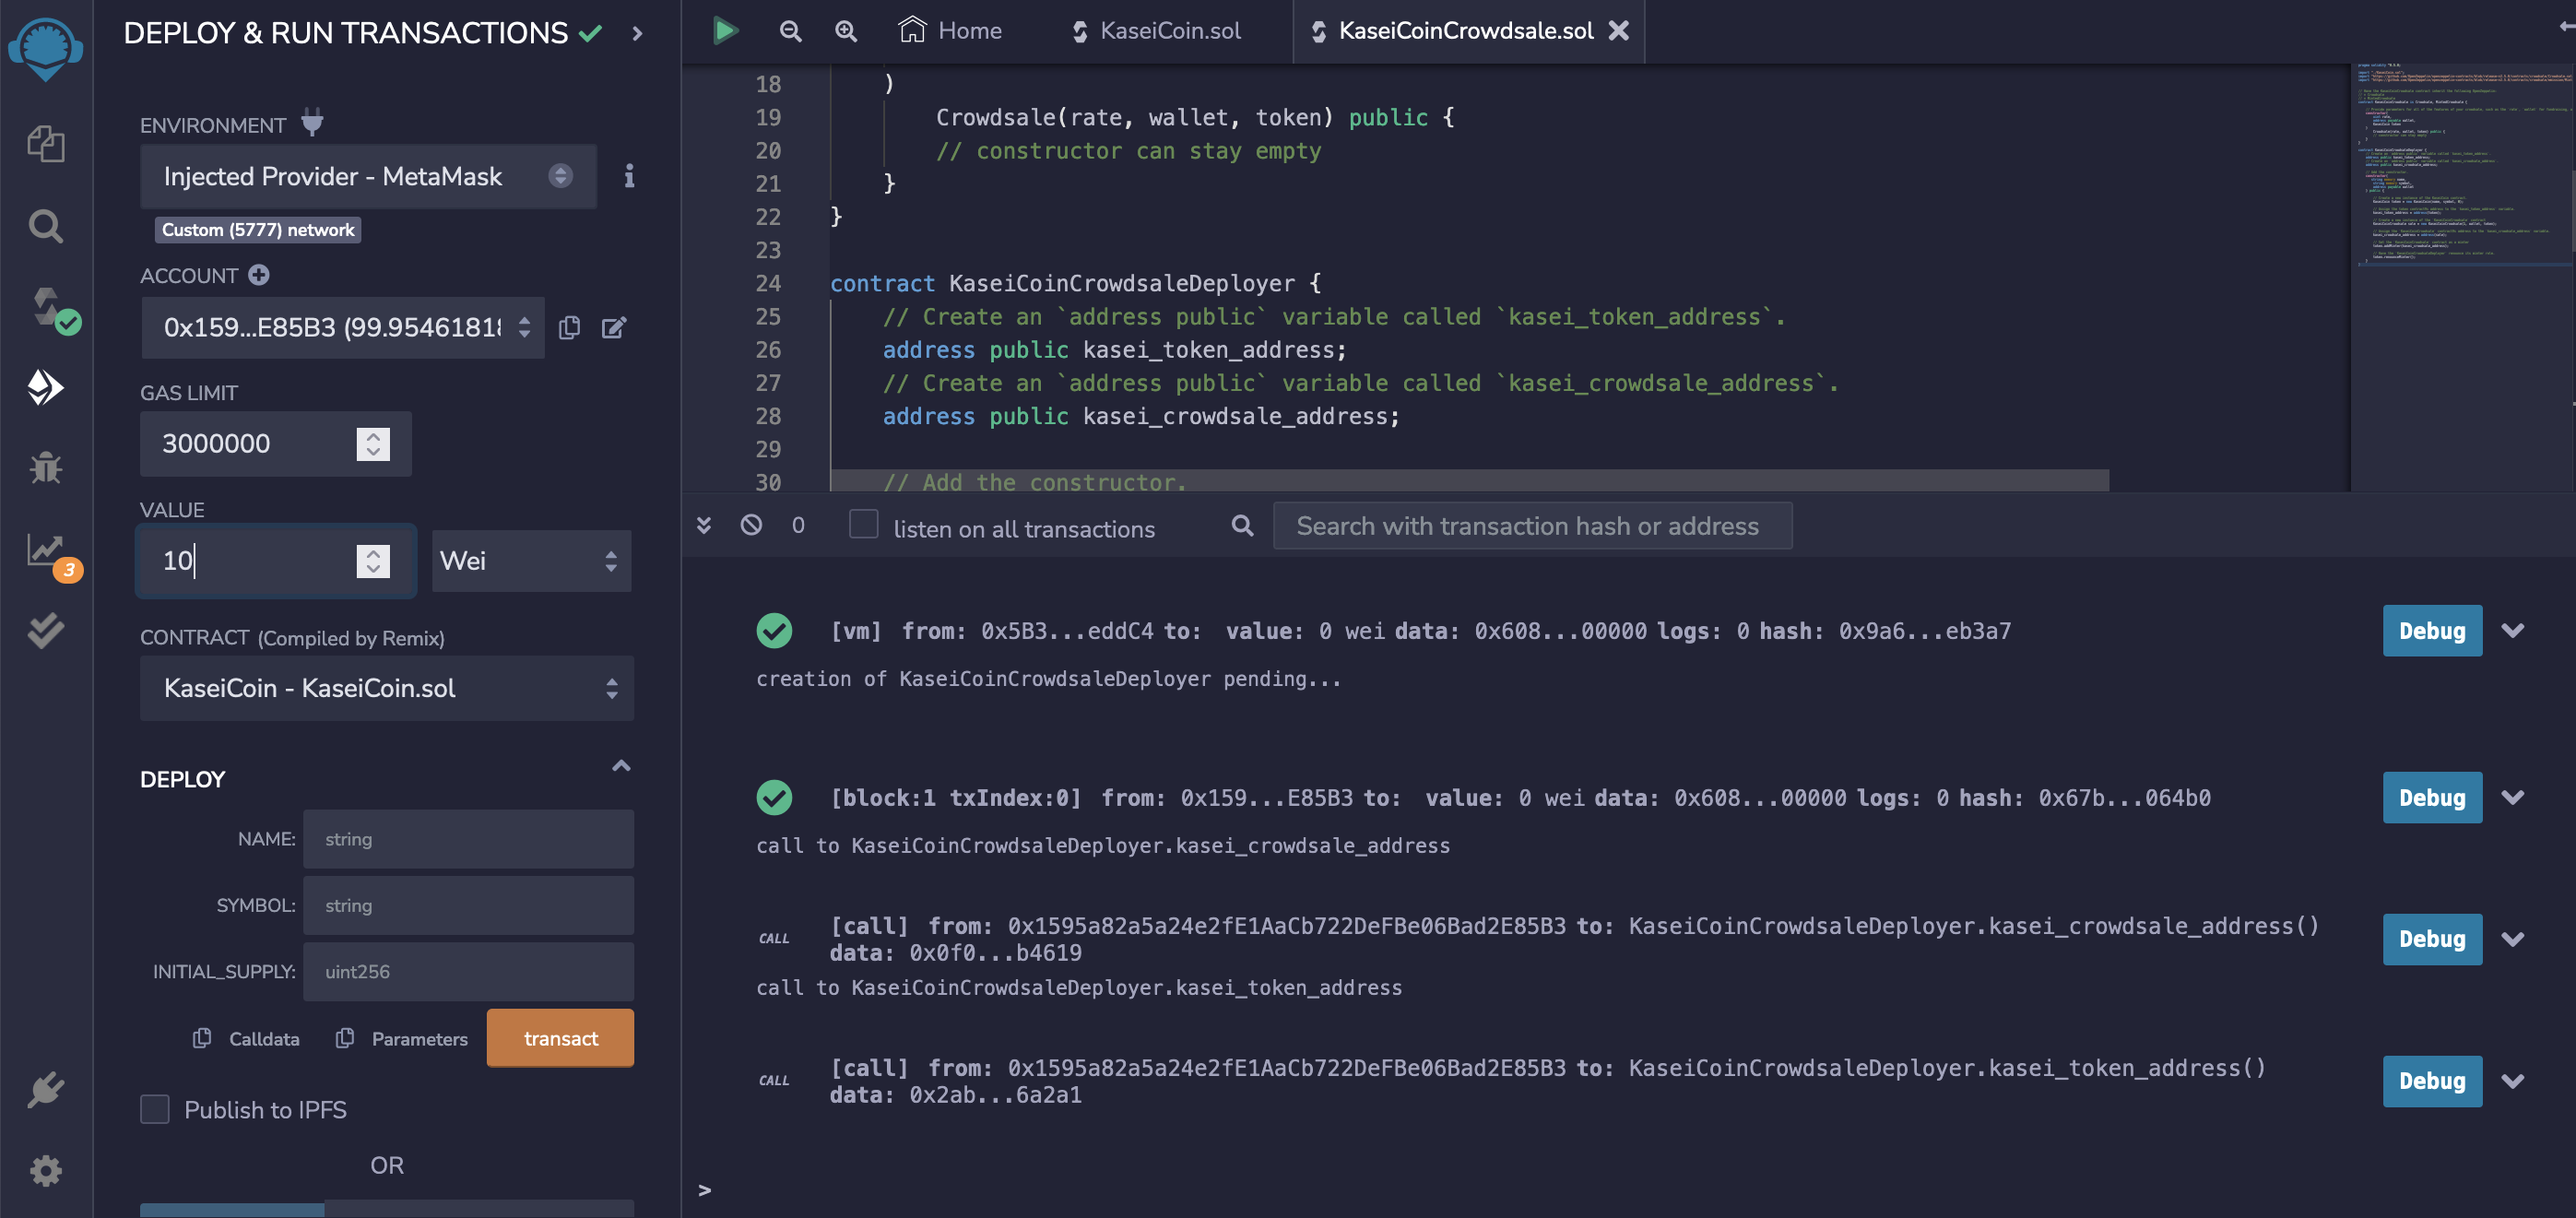 DEPLOY & RUN TRANSACTIONS
ENVIRONMENT
Injected Provider - MetaMask
Custom (5777) network
ACCOUNT
0x159...E85B3 (99.9546181
GAS LIMIT
3000000
VALUE
10
Wei
CONTRACT (Compiled by Remix)
KaseiCoin - KaseiCoin.sol
DEPLOY
NAME: string
SYMBOL: string
INITIAL_SUPPLY: uint256
Calldata Parameters transact
Publish to IPFS
OR
3
Home KaseiCoin.sol KaseiCoinCrowdsale.sol
18 )
19 Crowdsale(rate, wallet, token) public {
20 // constructor can stay empty
21 }
22 }
23
24 contract KaseiCoinCrowdsaleDeployer {
25 // Create an `address public` variable called `kasei_token_address`.
26 address public kasei_token_address;
27 // Create an `address public` variable called `kasei_crowdsale_address`.
28 address public kasei_crowdsale_address;
29
30 // Add the constructor.
0 listen on all transactions Search with transaction hash or address
[vm] from: 0x5B3...eddC4 to: value: 0 wei data: 0x608...00000 logs: 0 hash: 0x9a6...eb3a7 Debug
creation of KaseiCoinCrowdsaleDeployer pending...
[block:1 txIndex:0] from: 0x159...E85B3 to: value: 0 wei data: 0x608...00000 logs: 0 hash: 0x67b...064b0 Debug
call to KaseiCoinCrowdsaleDeployer.kasei_crowdsale_address
CALL [call] from: 0x1595a82a5a24e2fE1AaCb722DeFBe06Bad2E85B3 to: KaseiCoinCrowdsaleDeployer.kasei_crowdsale_address() Debug
data: 0x0f0...b4619
call to KaseiCoinCrowdsaleDeployer.kasei_token_address
CALL [call] from: 0x1595a82a5a24e2fE1AaCb722DeFBe06Bad2E85B3 to: KaseiCoinCrowdsaleDeployer.kasei_token_address() Debug
data: 0x2ab...6a2a1
>